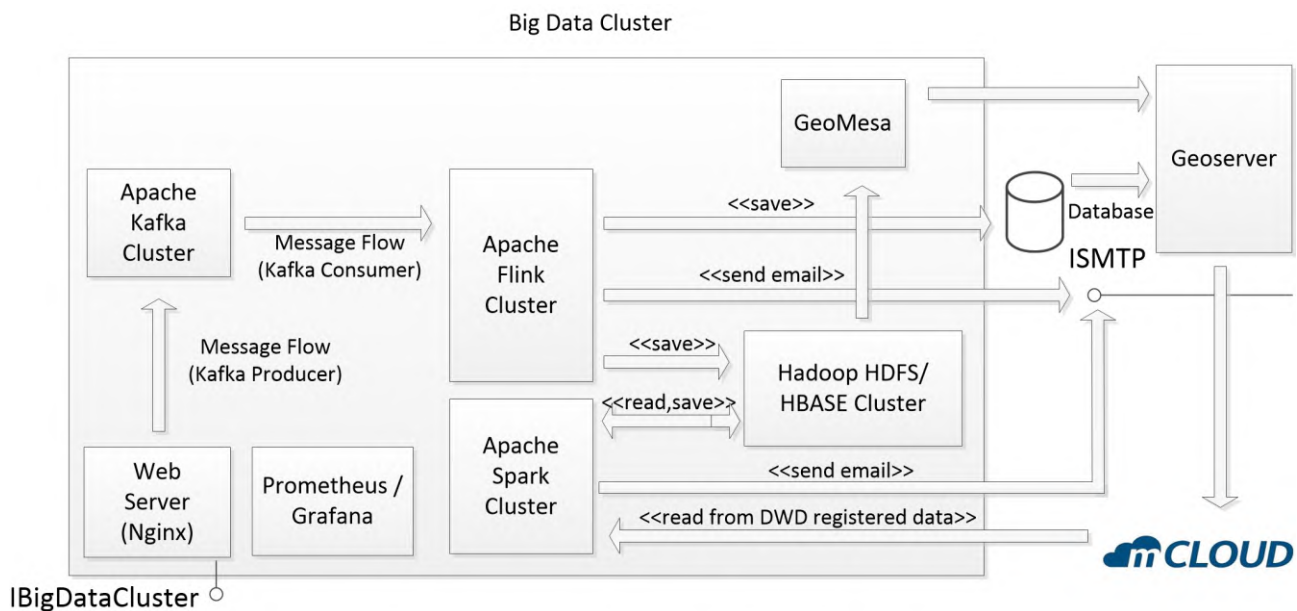 Big Data Cluster
GeoMesa
Geoserver
Apache
Kafka
Cluster
Message Flow
(Kafka Consumer)
Apache
Flink
Cluster
<<save>>
Database
<<send email>>
ISMTP
Message Flow
(Kafka Producer)
<<save>>
Hadoop HDFS/
HBASE Cluster
<<read,save>>
Web
Server
(Nginx)
Prometheus /
Grafana
Apache
Spark
Cluster
<<send email>>
<<read from DWD registered data>>
mCLOUD
IBigDataCluster